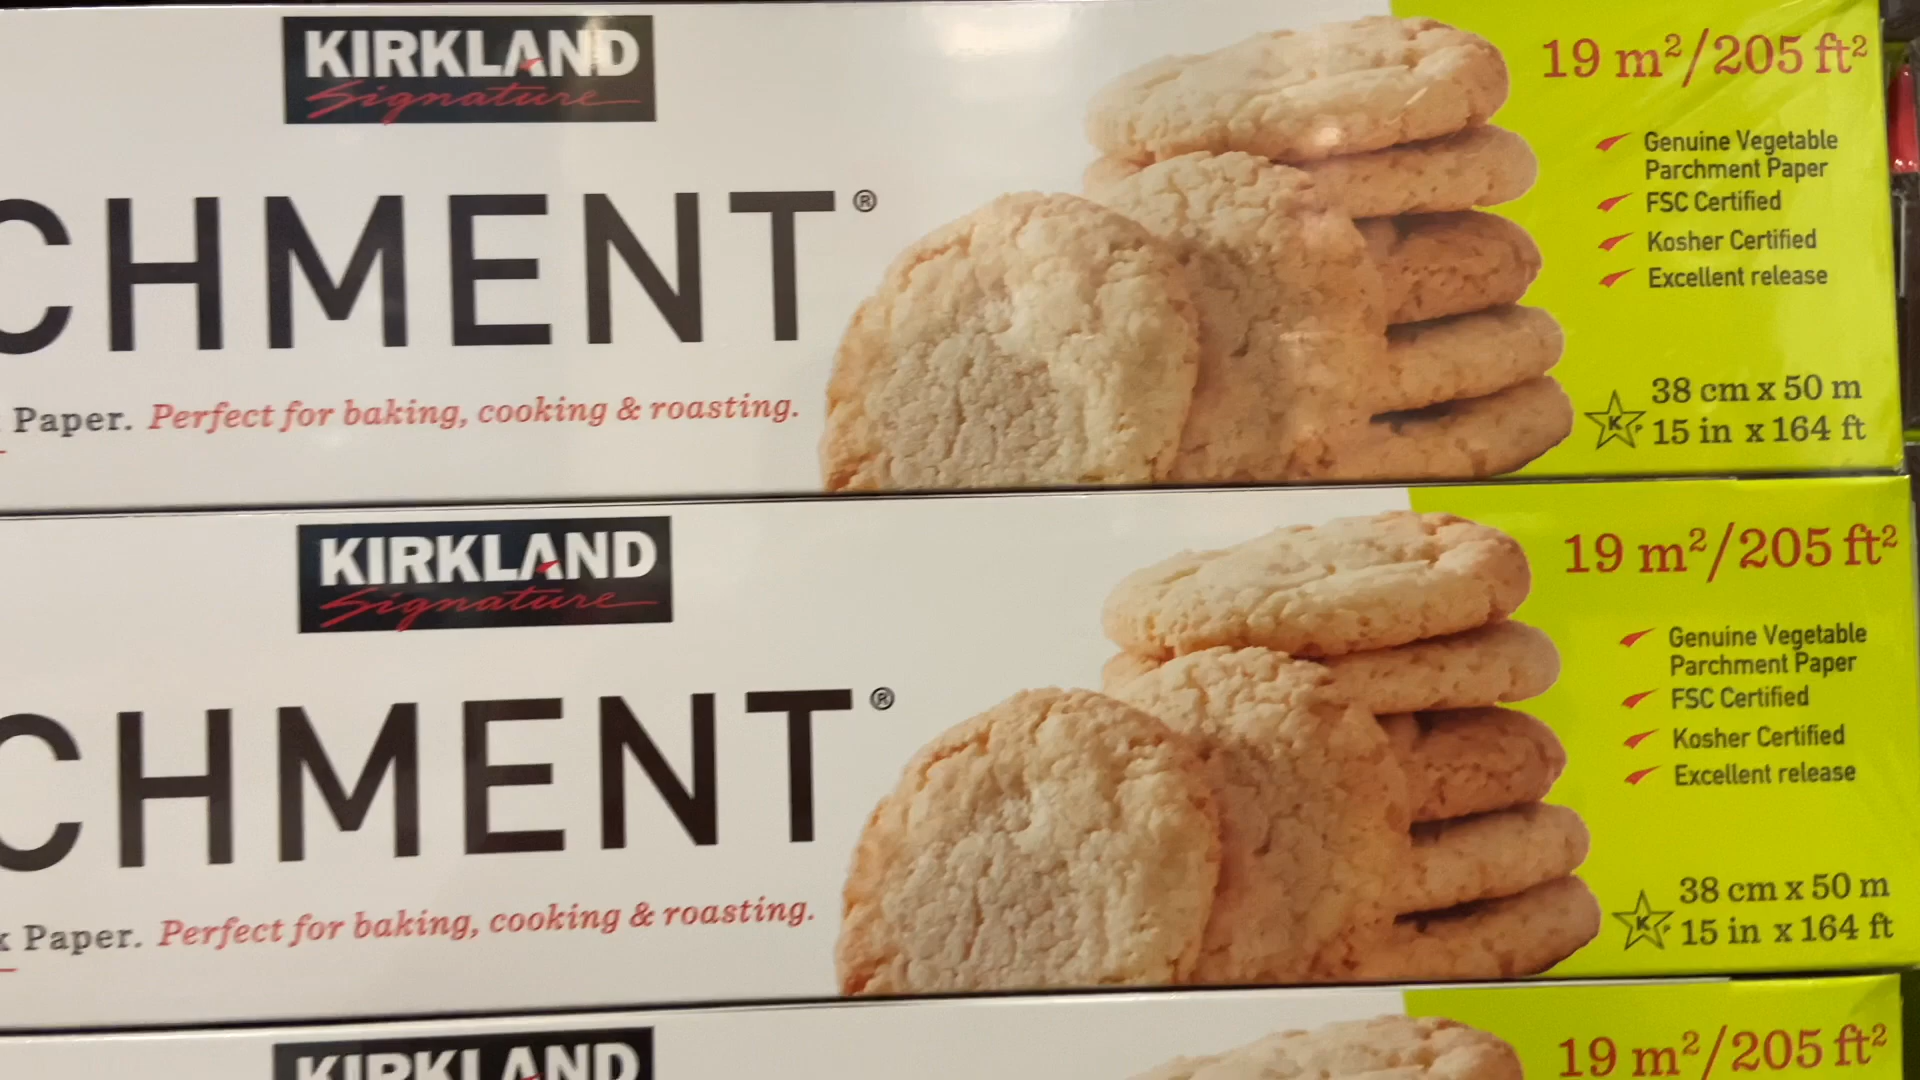 KIRKLAND
Signature
CHMENT®
Paper. Perfect for baking, cooking & roasting.
19 m²/205 ft²
Genuine Vegetable
Parchment Paper
FSC Certified
Kosher Certified
Excellent release
K P
38 cm x 50 m
15 in x 164 ft
KIRKLAND
Signature
CHMENT®
Paper. Perfect for baking, cooking & roasting.
19 m²/205 ft²
Genuine Vegetable
Parchment Paper
FSC Certified
Kosher Certified
Excellent release
K P
38 cm x 50 m
15 in x 164 ft
KIRKLAND
19 m²/205 ft²